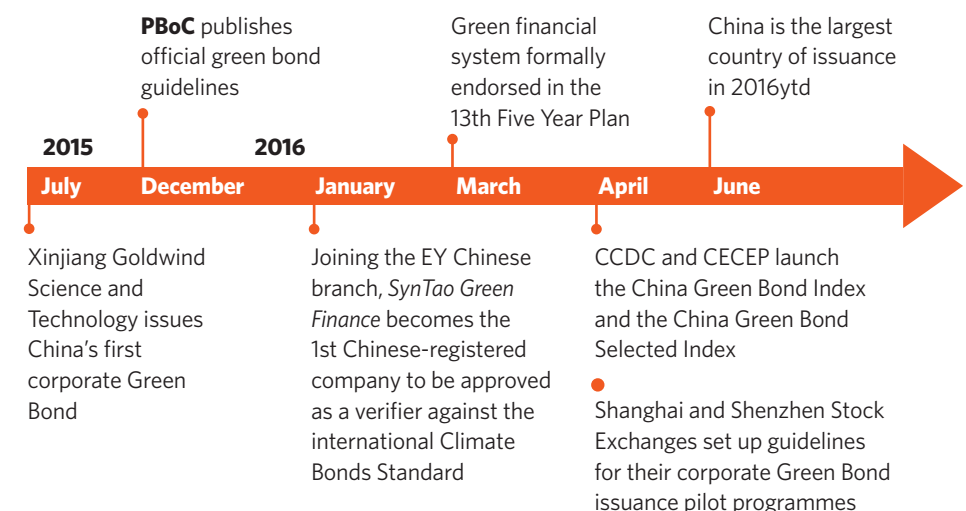 PBoC publishes
official green bond
guidelines
Green financial
system formally
endorsed in the
13th Five Year Plan
China is the largest
country of issuance
in 2016ytd
2015
2016
July
December
January
March
April
June
Xinjiang Goldwind
Science and
Technology issues
China's first
corporate Green
Bond
Joining the EY Chinese
branch, SynTao Green
Finance becomes the
1st Chinese-registered
company to be approved
as a verifier against the
international Climate
Bonds Standard
CCDC and CECEP launch
the China Green Bond Index
and the China Green Bond
Selected Index
Shanghai and Shenzhen Stock
Exchanges set up guidelines
for their corporate Green Bond
issuance pilot programmes